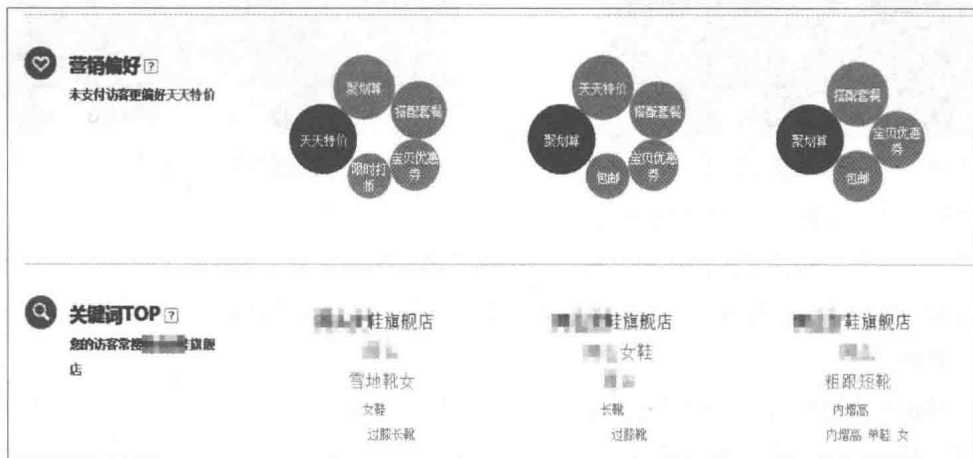 营销偏好 ?
未支付访客更偏好天天特价
聚划算
搭配套餐
天天特价
宝贝优惠
券
限时打
折
天天特价
搭配套餐
聚划算
宝贝优惠
券
包邮
搭配套餐
聚划算
宝贝优惠
券
包邮
关键词TOP ?
您的访客常搜 鞋旗舰
店
鞋旗舰店
雪地靴女
女鞋
过膝长靴
鞋旗舰店
女鞋
长靴
过膝靴
鞋旗舰店
粗跟短靴
内增高
内增高 单鞋 女